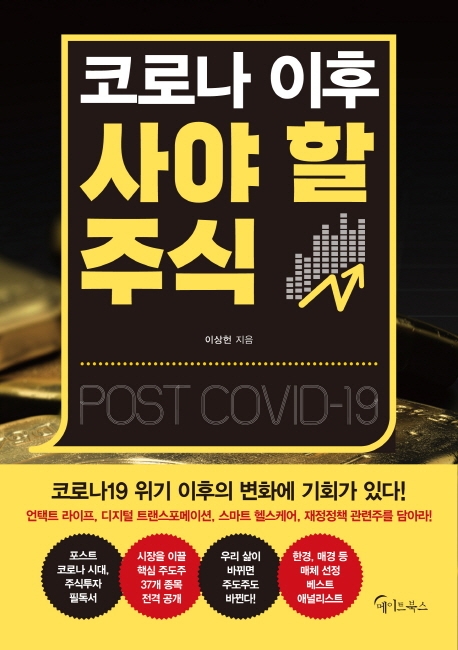 코로나 이후
사야 할
주식
이상헌 지음
POST COVID-19
코로나19 위기 이후의 변화에 기회가 있다!
언택트 라이프, 디지털 트랜스포메이션, 스마트 헬스케어, 재정정책 관련주를 담아라!
포스트
코로나 시대,
주식투자
필독서
시장을 이끌
핵심 주도주
37개 종목
전격 공개
우리 삶이
바뀌면
주도주도
바뀐다!
한경, 매경 등
매체 선정
베스트
애널리스트
메이트북스